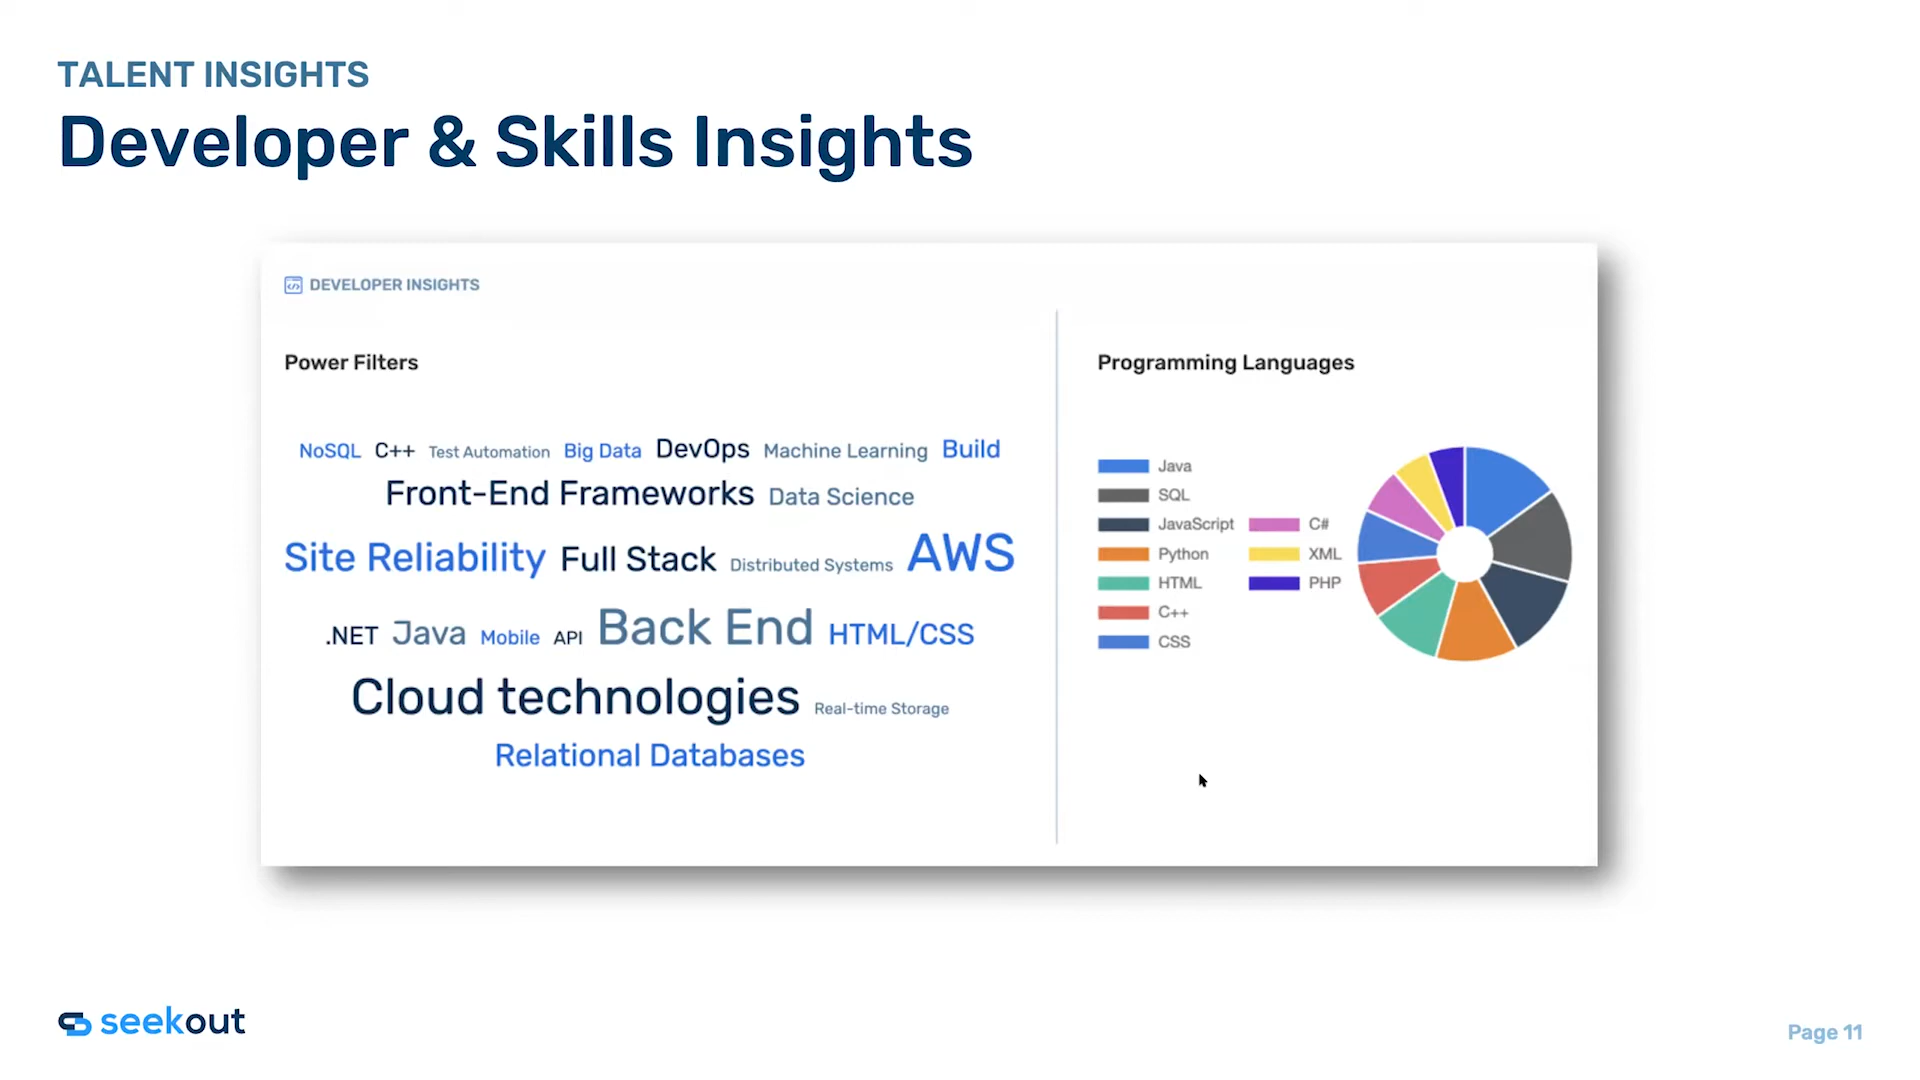 TALENT INSIGHTS
Developer & Skills Insights
DEVELOPER INSIGHTS
Power Filters
NoSQL C++ Test Automation Big Data DevOps Machine Learning Build
Front-End Frameworks Data Science
Site Reliability Full Stack Distributed Systems AWS
.NET Java Mobile API Back End HTML/CSS
Cloud technologies Real-time Storage
Relational Databases
Programming Languages
Java
SQL
JavaScript
Python
HTML
C++
CSS
C#
XML
PHP
seekout
Page 11